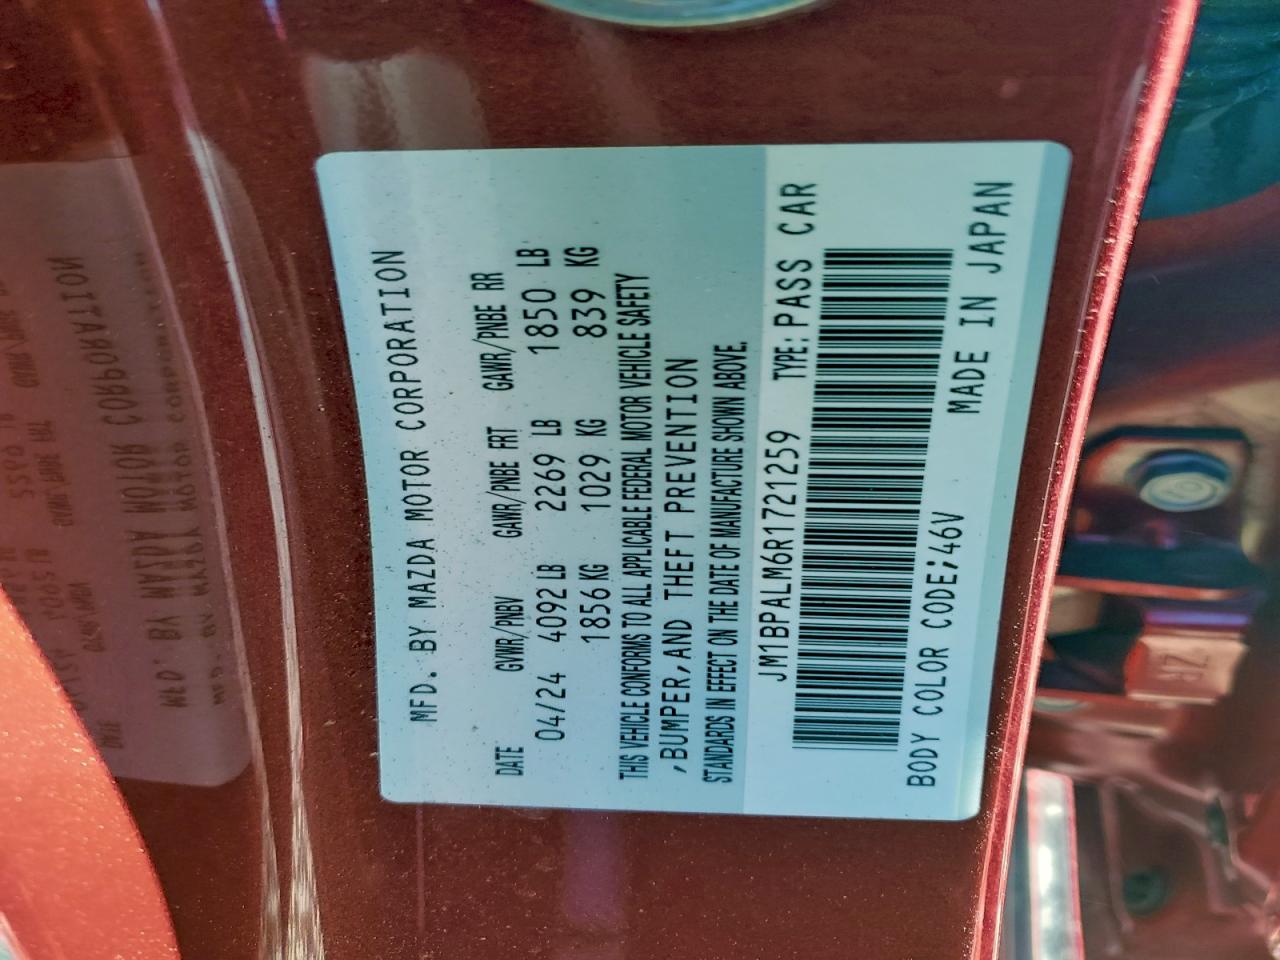 MFD. BY MAZDA MOTOR CORPORATION
DATE GVWR/PNBV GAWR/PNBE FRT GAWR/PNBE RR
04/24 4092 LB 2269 LB 1850 LB
1856 KG 1029 KG 839 KG
THIS VEHICLE CONFORMS TO ALL APPLICABLE FEDERAL MOTOR VEHICLE SAFETY
,BUMPER,AND THEFT PREVENTION
STANDARDS IN EFFECT ON THE DATE OF MANUFACTURE SHOWN ABOVE.
JM1BPALM6R1721259 TYPE:PASS CAR
BODY COLOR CODE;46V MADE IN JAPAN